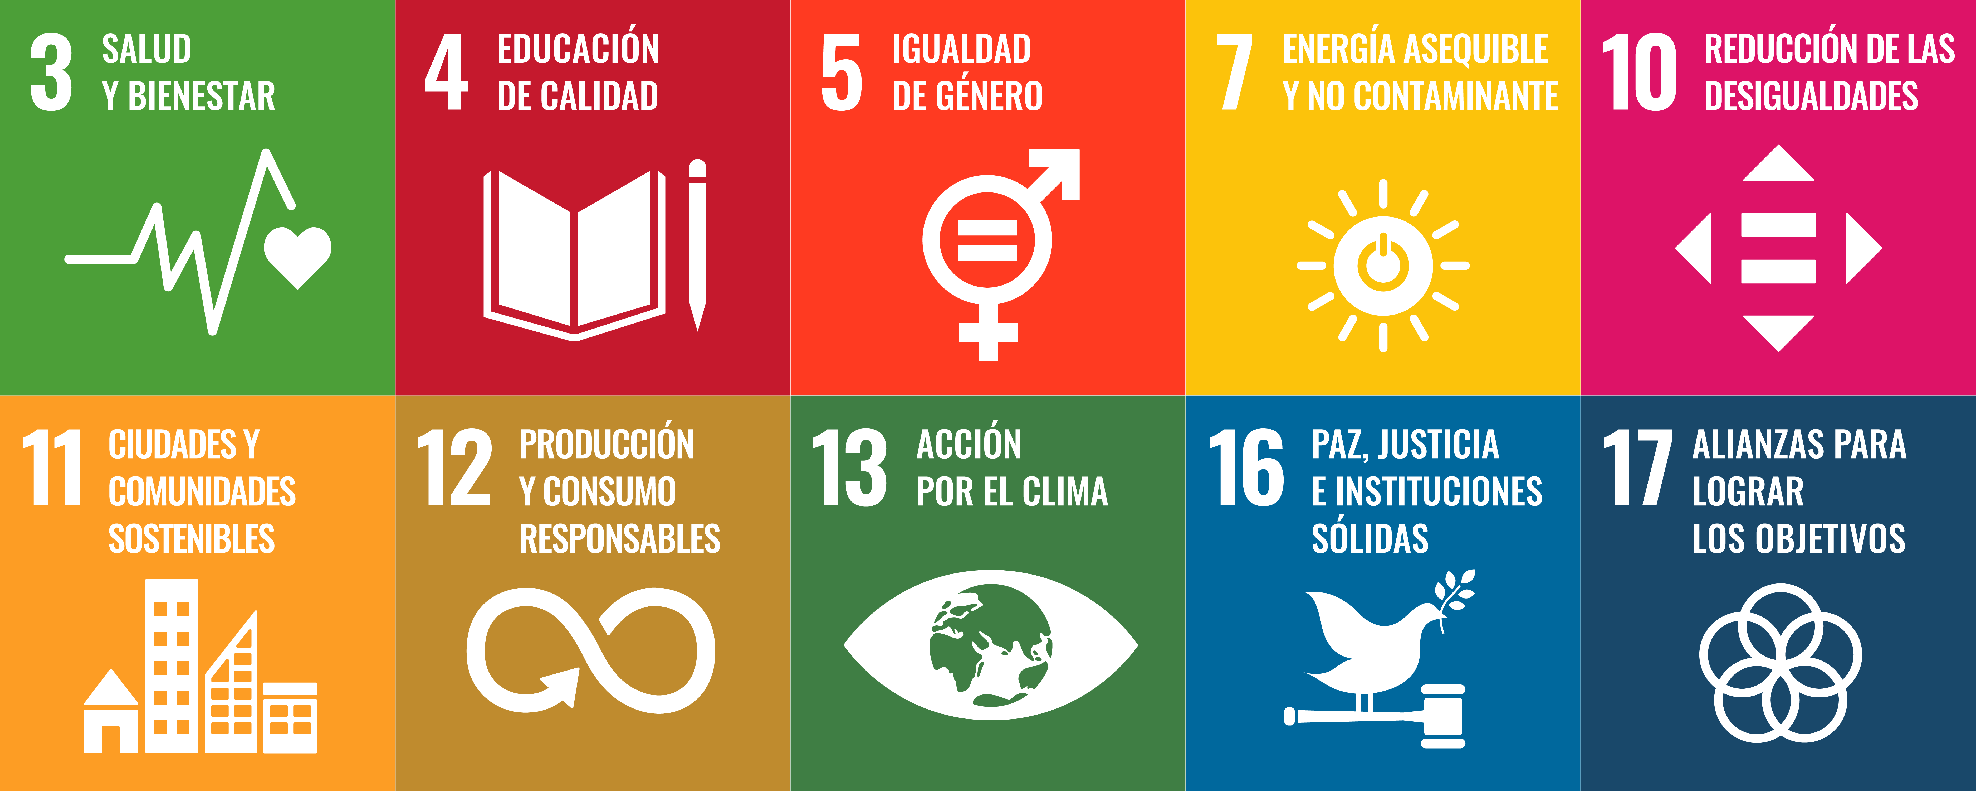 3 SALUD
Y BIENESTAR
4 EDUCACIÓN
DE CALIDAD
5 IGUALDAD
DE GÉNERO
7 ENERGÍA ASEQUIBLE
Y NO CONTAMINANTE
10 REDUCCIÓN DE LAS
DESIGUALDADES
11 CIUDADES Y
COMUNIDADES
SOSTENIBLES
12 PRODUCCIÓN
Y CONSUMO
RESPONSABLES
13 ACCIÓN
POR EL CLIMA
16 PAZ, JUSTICIA
E INSTITUCIONES
SÓLIDAS
17 ALIANZAS PARA
LOGRAR
LOS OBJETIVOS